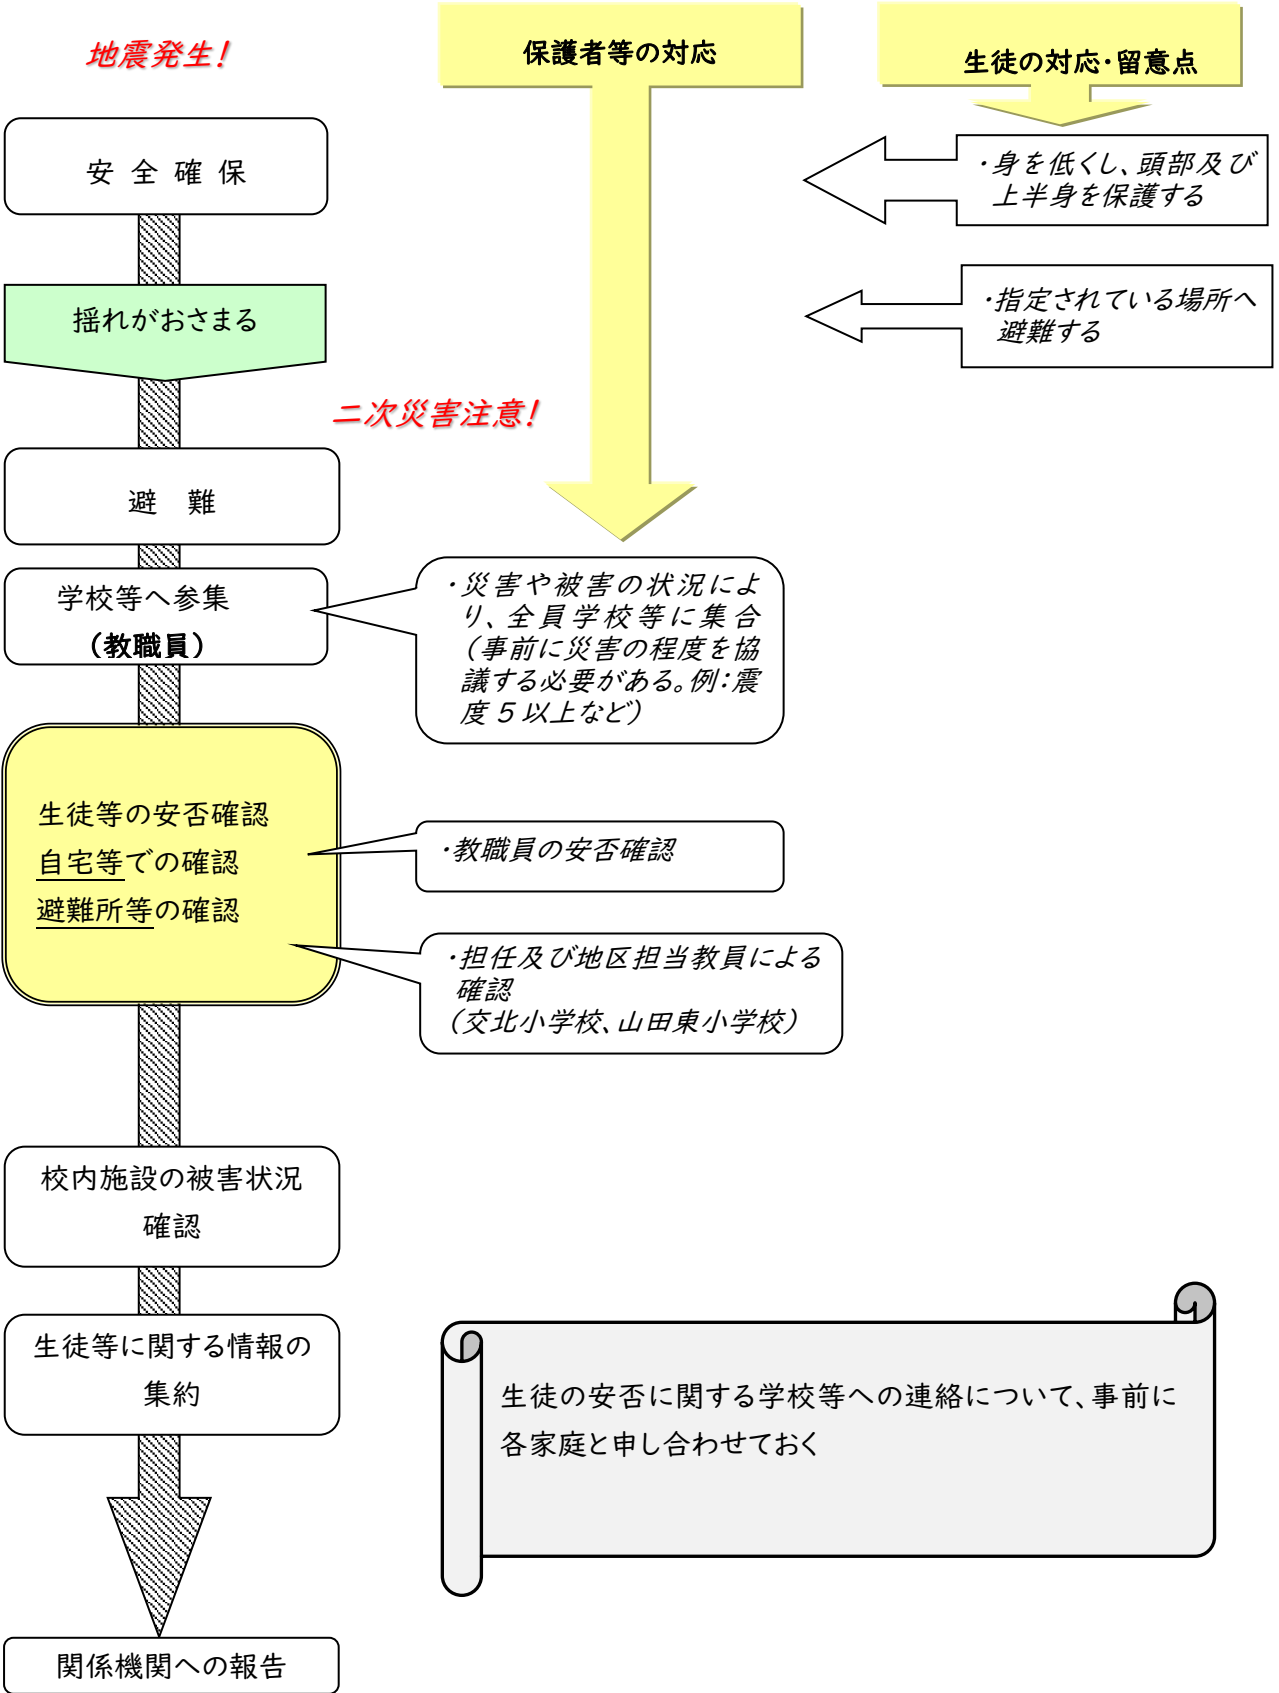 地震発生!
保護者等の対応
生徒の対応・留意点
安 全 確 保
・身を低くし、頭部及び
上半身を保護する
揺れがおさまる
・指定されている場所へ
避難する
二次災害注意!
避　難
学校等へ参集
（教職員）
・災害や被害の状況によ
り、全員学校等に集合
（事前に災害の程度を協
議する必要がある。例：震
度５以上など）
生徒等の安否確認
自宅等での確認
避難所等の確認
・教職員の安否確認
・担任及び地区担当教員による
確認
（交北小学校、山田東小学校）
校内施設の被害状況
確認
生徒等に関する情報の
集約
生徒の安否に関する学校等への連絡について、事前に
各家庭と申し合わせておく
関係機関への報告